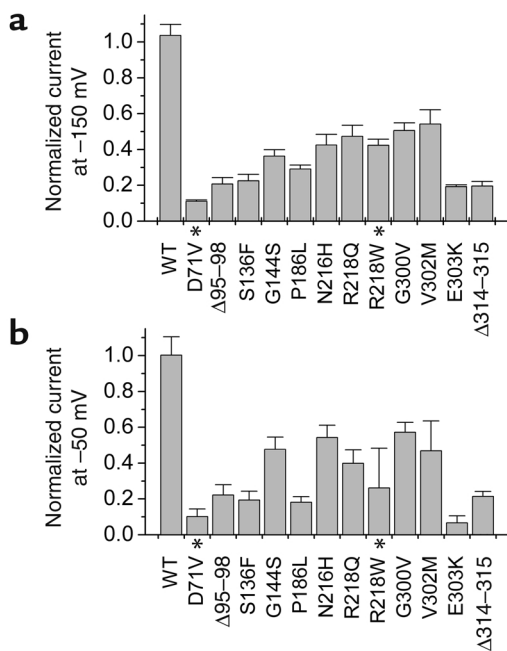 a
Normalized current
at –150 mV
1.0
0.8
0.6
0.4
0.2
0.0
* *
WT
D71V
Δ95–98
S136F
G144S
P186L
N216H
R218Q
R218W
G300V
V302M
E303K
Δ314–315
b
Normalized current
at –50 mV
1.0
0.8
0.6
0.4
0.2
0.0
* *
WT
D71V
Δ95–98
S136F
G144S
P186L
N216H
R218Q
R218W
G300V
V302M
E303K
Δ314–315